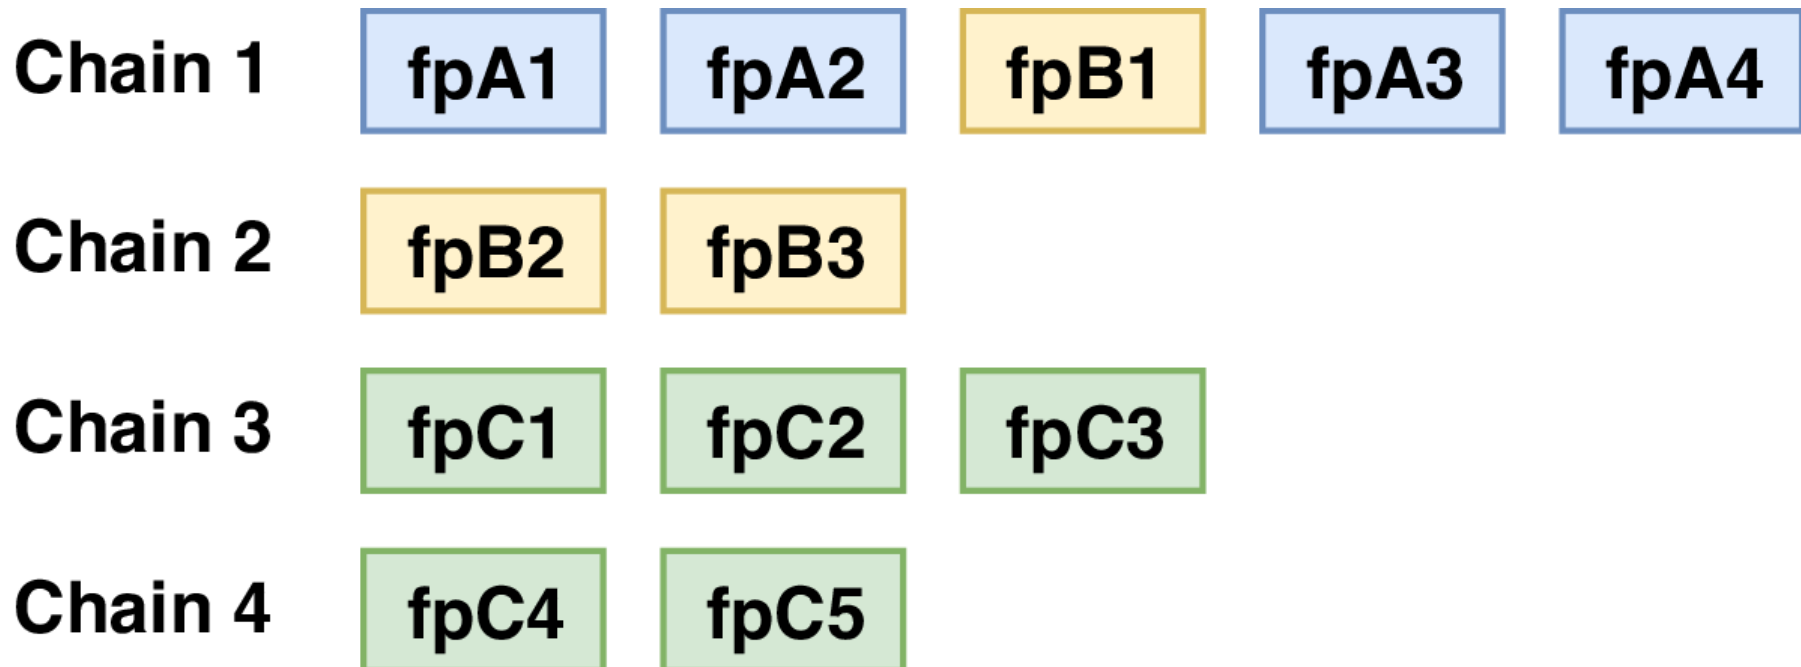 Chain 1 fpA1 fpA2 fpB1 fpA3 fpA4
Chain 2 fpB2 fpB3
Chain 3 fpC1 fpC2 fpC3
Chain 4 fpC4 fpC5